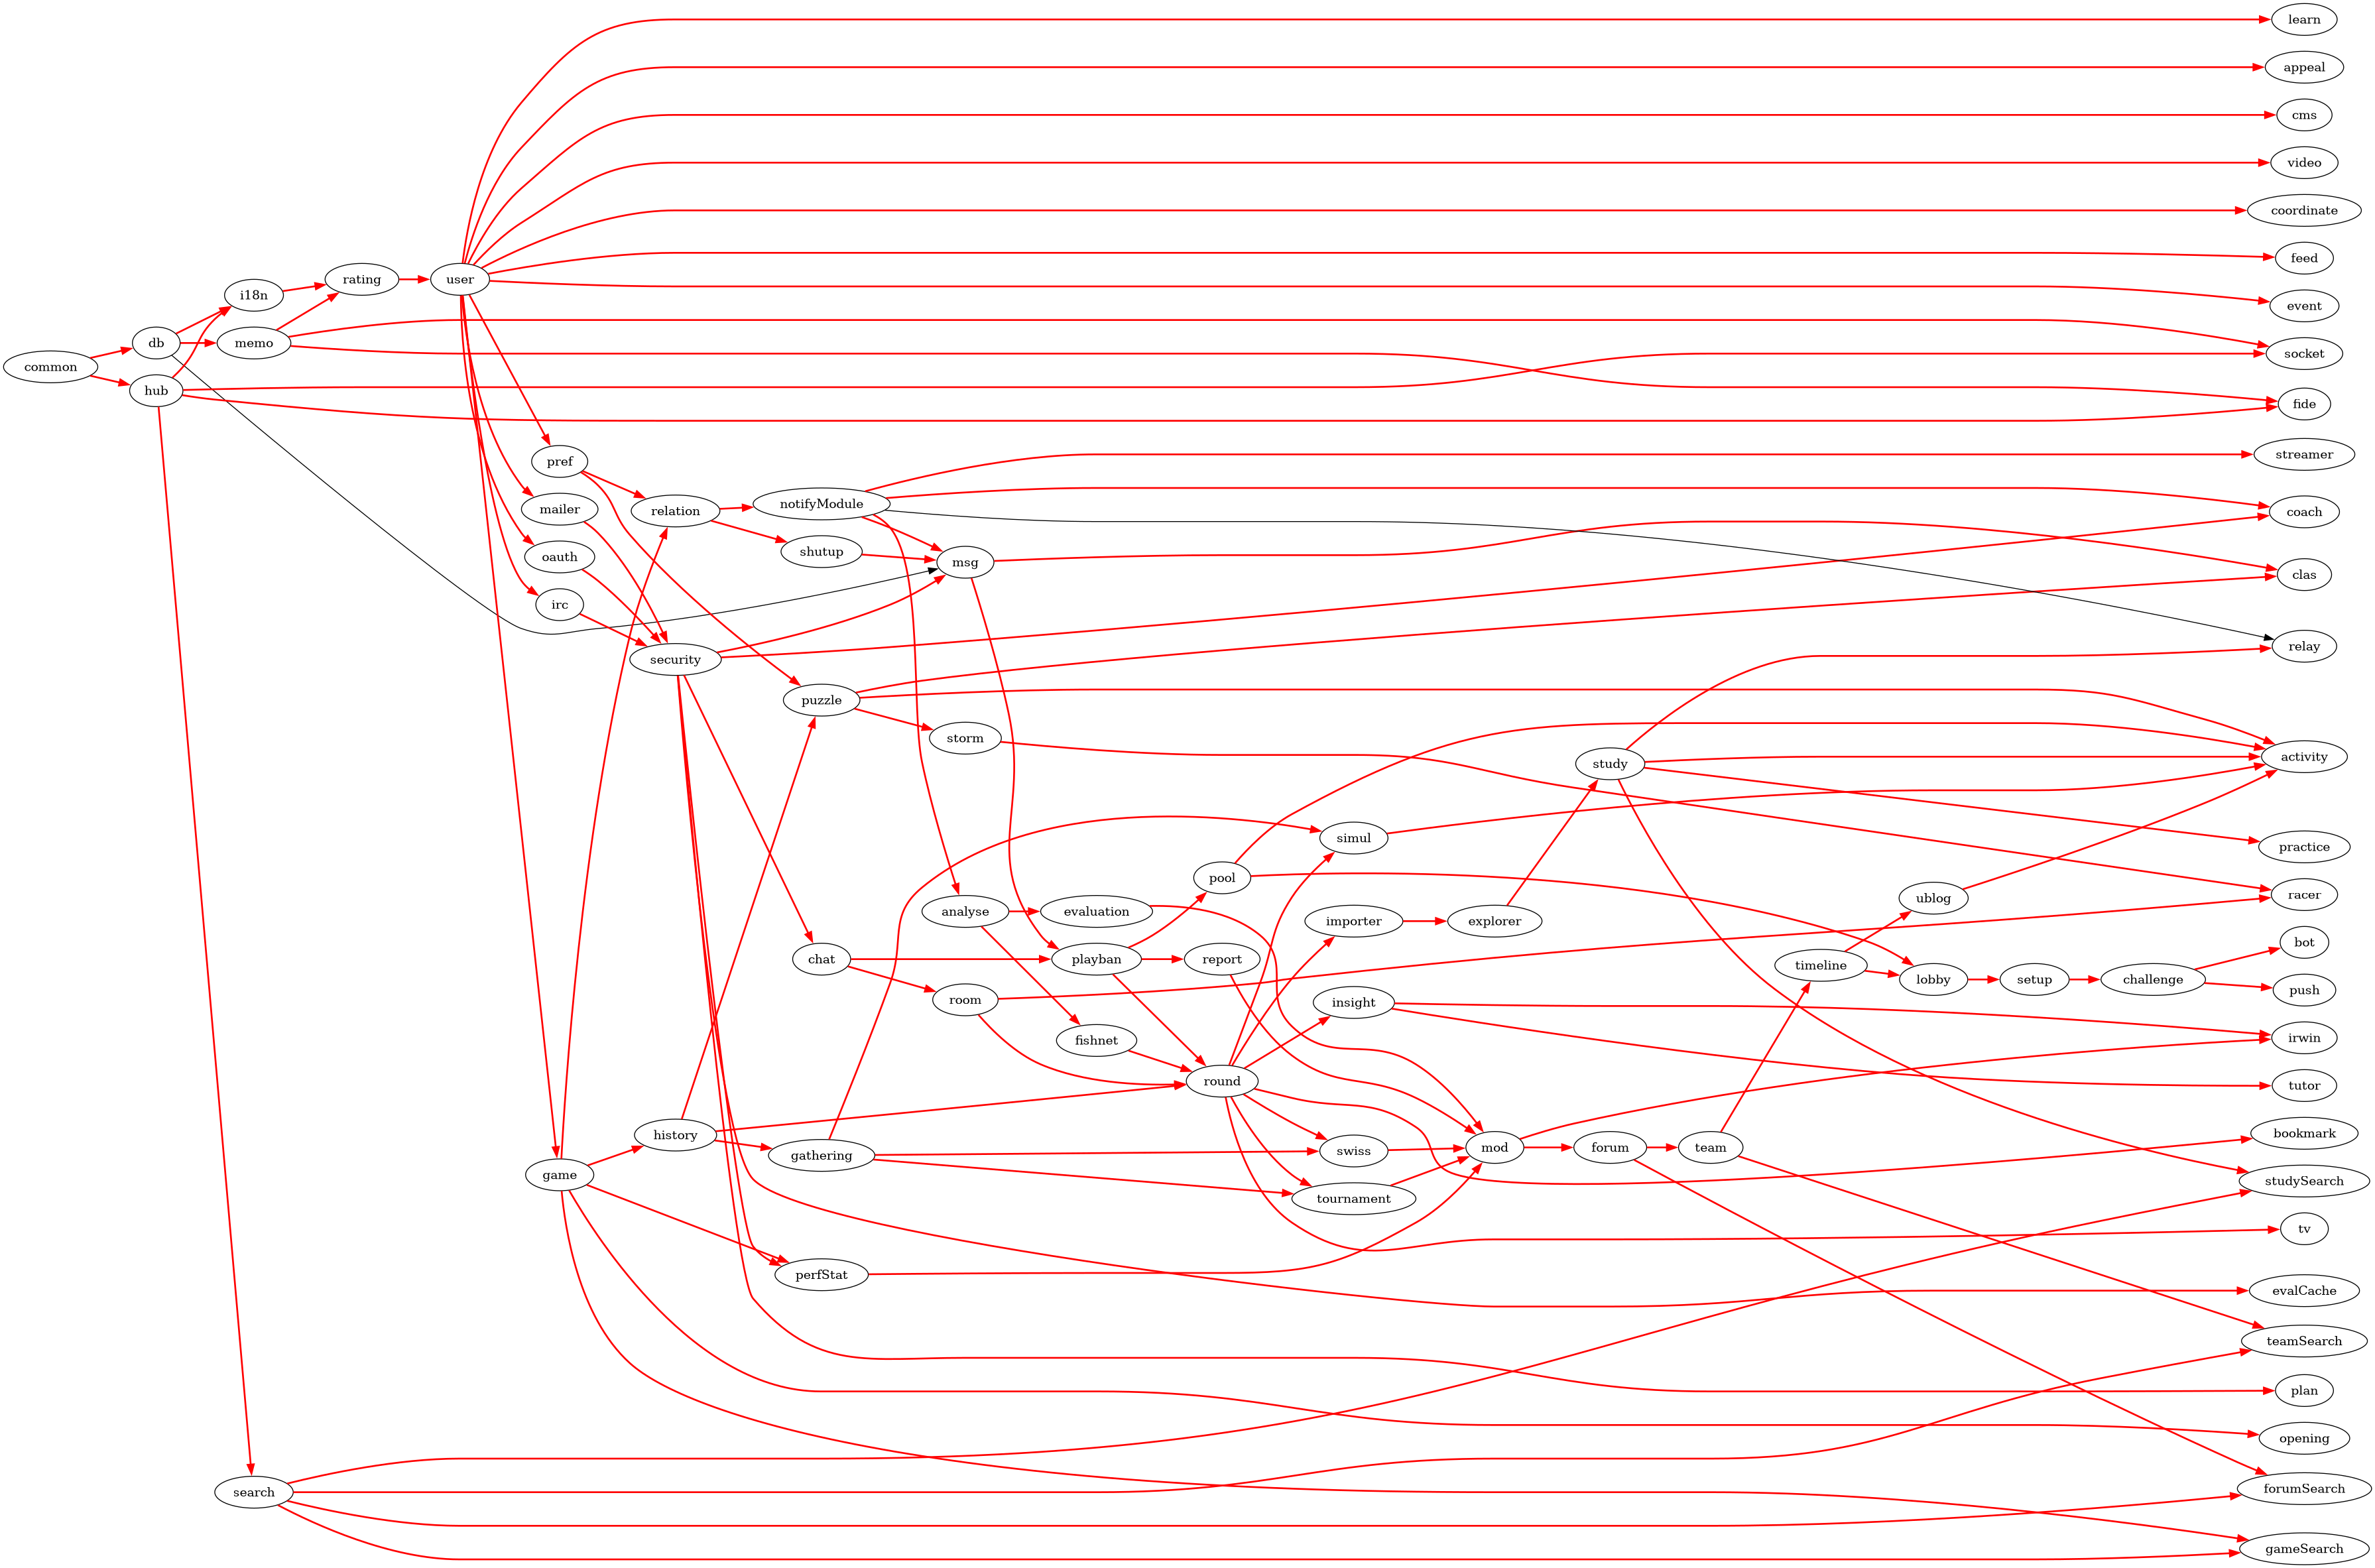 learn
appeal
cms
video
coordinate
feed
rating
user
event
i18n
db
memo
socket
common
hub
fide
streamer
pref
notifyModule
relation
coach
mailer
shutup
oauth
msg
clas
irc
relay
security
puzzle
storm
activity
study
simul
practice
pool
racer
ublog
analyse
evaluation
importer
explorer
bot
chat
playban
report
timeline
lobby
setup
challenge
push
room
insight
irwin
fishnet
round
tutor
history
bookmark
gathering
swiss
mod
forum
team
game
studySearch
tournament
tv
perfStat
evalCache
teamSearch
plan
opening
search
forumSearch
gameSearch